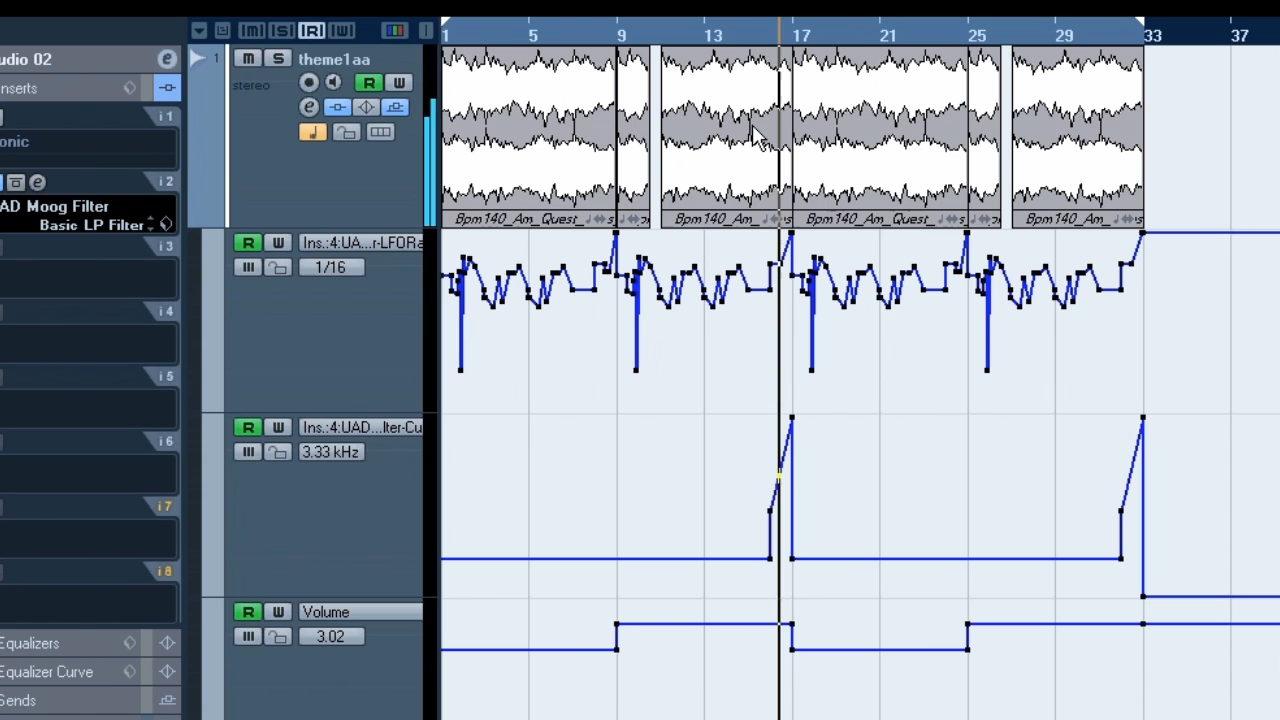 [M] [S] [R] [W]
1 5 9 13 17 21 25 29 33 37
udio 02 e
nserts
i 1
onic
i 2
e
AD Moog Filter
Basic LP Filter
i 3
i 4
i 5
i 6
i 7
i 8
Equalizers
Equalizer Curve
Sends
1 M S theme1aa
stereo R W
e
Bpm140_Am_Quest_ Bpm140_Am_ Bpm140_Am_Quest_ Bpm140_Am_
R W Ins.:4:UA...r-LFORa
1/16
R W Ins.:4:UAD...lter-Cu
3.33 kHz
R W Volume
3.02